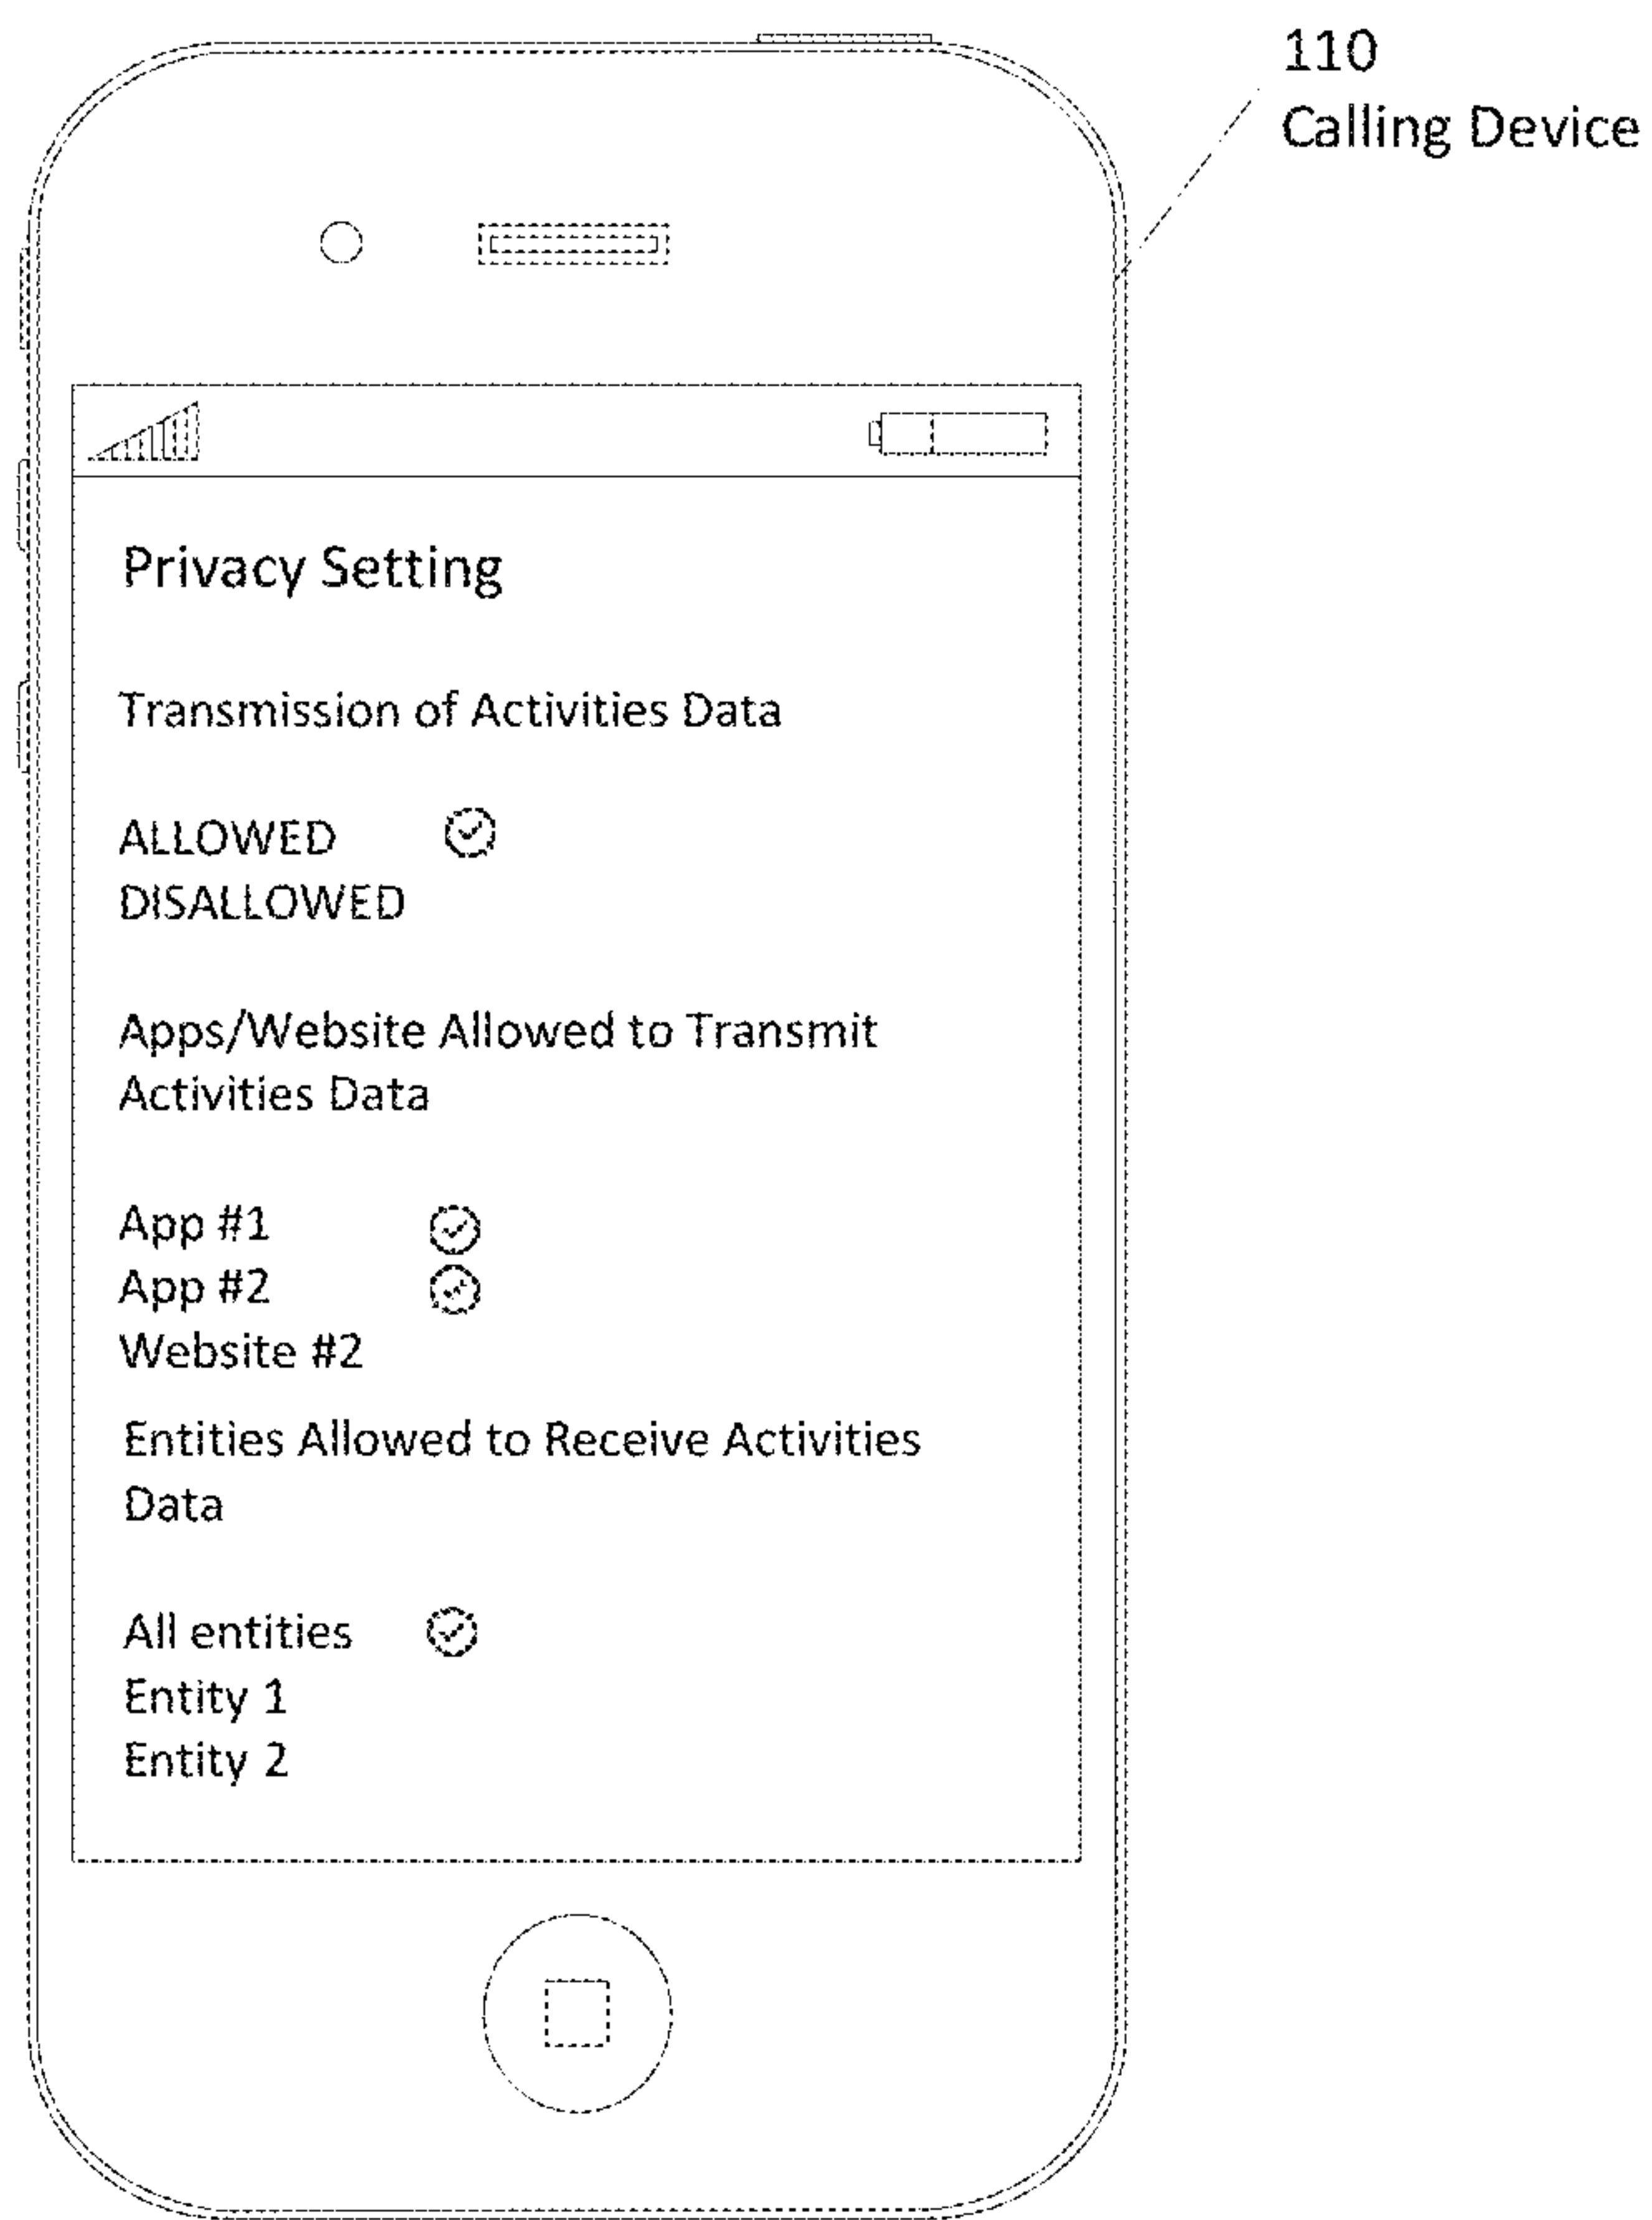 110
Calling Device
Privacy Setting
Transmission of Activities Data
ALLOWED
DISALLOWED
Apps/Website Allowed to Transmit
Activities Data
App #1
App #2
Website #2
Entities Allowed to Receive Activities
Data
All entities
Entity 1
Entity 2